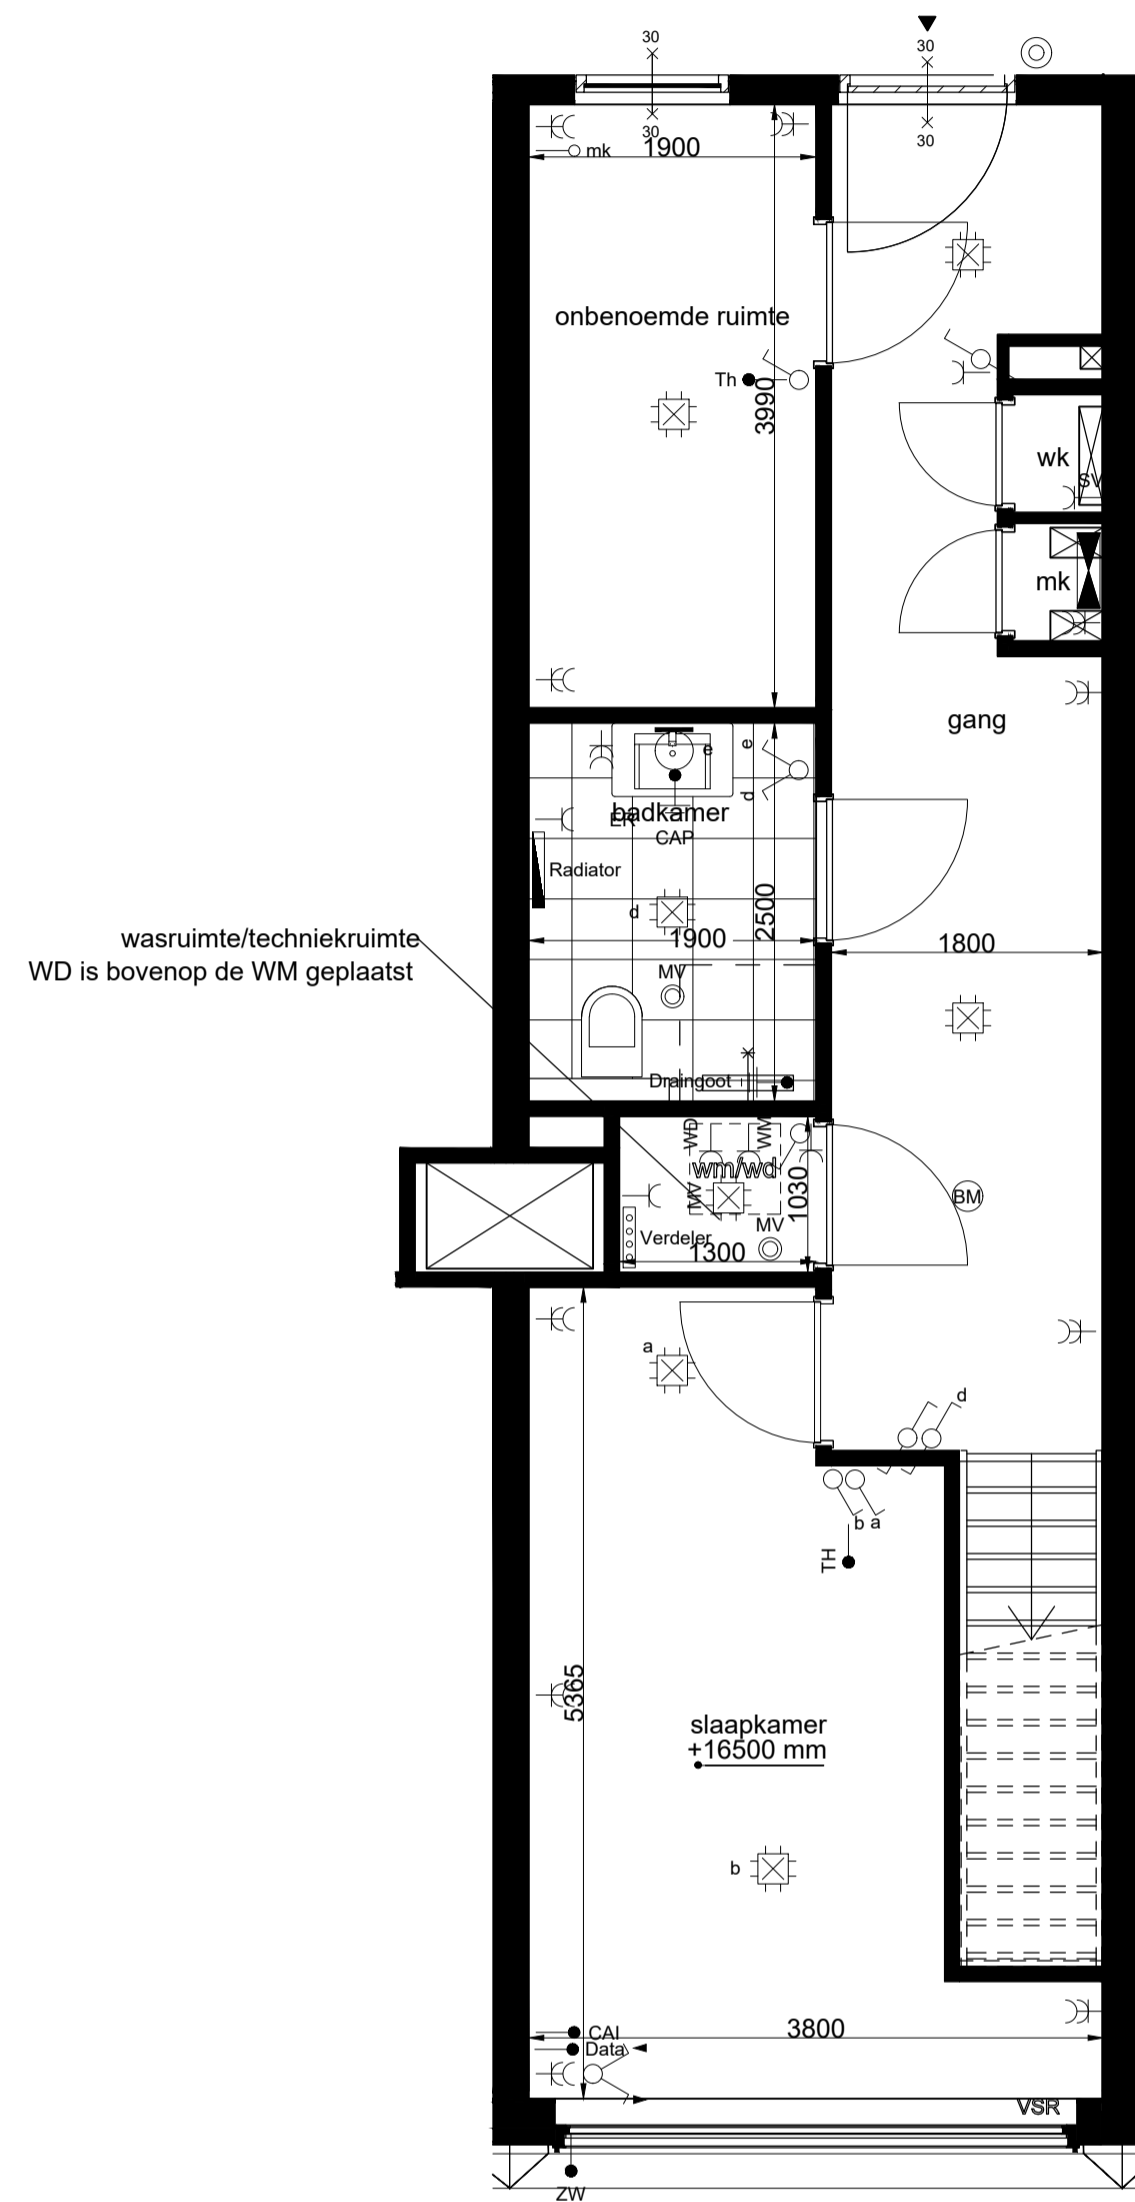 30
30
30
30
mk
1900
onbenoemde ruimte
Th
3990
wk
SV
mk
gang
e
e
d
badkamer
ER
CAP
Radiator
d
2500
1900
1800
wasruimte/techniekruimte
WD is bovenop de WM geplaatst
MV
Draingoot
WD
WM
wm/wd
MV
1030
BM
MV
Verdeler
1300
a
d
b a
TH
5365
slaapkamer
+16500 mm
b
3800
CAI
Data
VSR
ZW